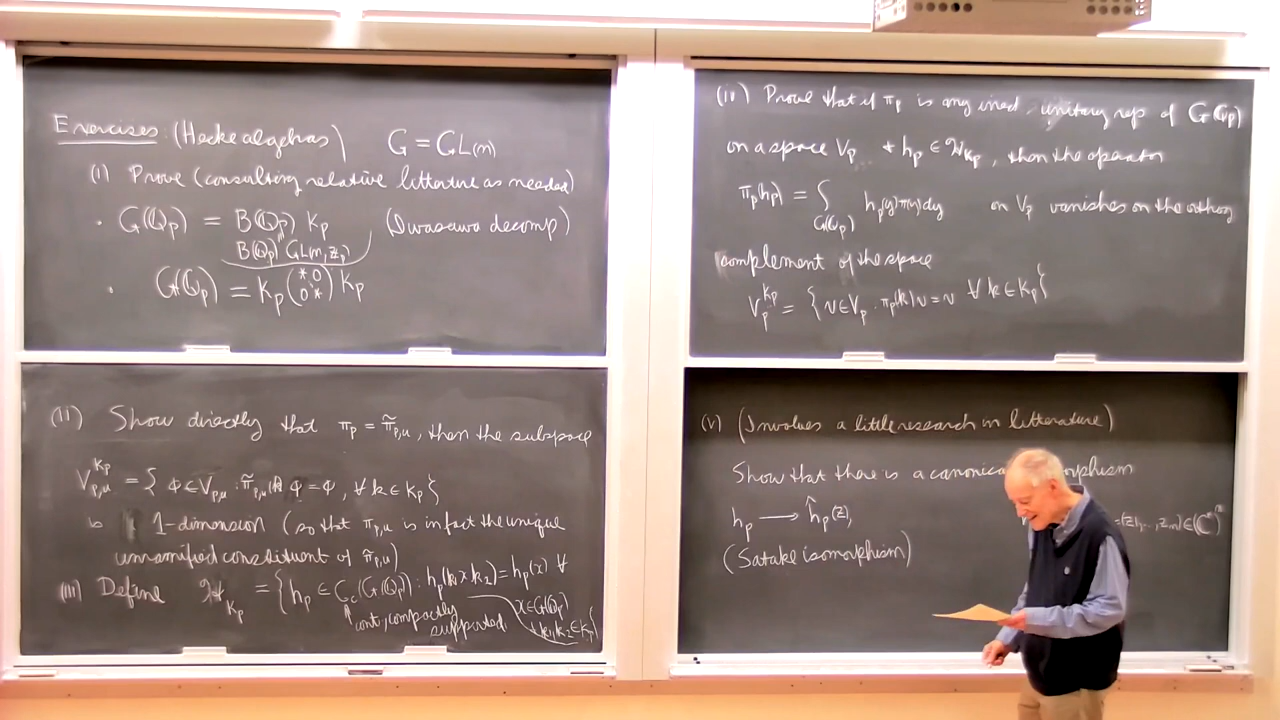 Exercises (Hecke algebras) G = GL(n)
(i) Prove (consulting relative litterature as needed)
• G(Q_p) = B(Q_p) K_p (Iwasawa decomp)
B(Q_p) GL(n, Z_p)
• G(Q_p) = K_p (* 0 ⋱ 0 *) K_p
(ii) Show directly that π_p = π̃_{p,u}, then the subspace
V_{p,u}^{K_p} = { φ ∈ V_{p,u} : π̃_{p,u}(k) φ = φ, ∀ k ∈ K_p }
is 1-dimension (so that π_{p,u} is in fact the unique
unramified constituent of π̃_{p,u})
(iii) Define ℋ_{K_p} = { h_p ∈ C_c(G(Q_p)) : h_p(k_1 x k_2) = h_p(x) ∀
x ∈ G(Q_p)
∀ k_1, k_2 ∈ K_p }
cont, compactly
supported
(iv) Prove that if π_p is any irred. unitary rep of G(Q_p)
on a space V_p + h_p ∈ ℋ_{K_p}, then the operator
π_p(h_p) = ∫_{G(Q_p)} h_p(y) π(y) dy on V_p vanishes on the orthog
complement of the space
V_p^{K_p} = { v ∈ V_p : π_p(k) v = v ∀ k ∈ K_p }
(v) (Involves a little research in litterature)
Show that there is a canonica orphism
h_p ⟶ ĥ_p(z), = (z_1, ..., z_n) ∈ (ℂ^*)^n
(Satake isomorphism)